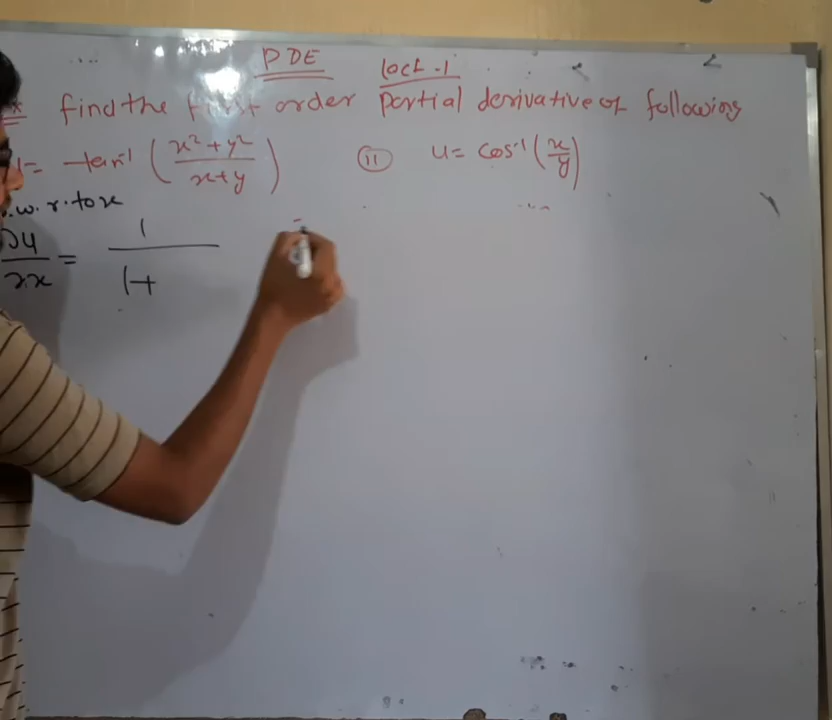 PDE Lect.1
find the first order partial derivative of following
= tan⁻¹ (x²+y² / x+y) (ii) u= cos⁻¹ (x/y)
.w.r.to x
∂u/∂x = 1 / 1+